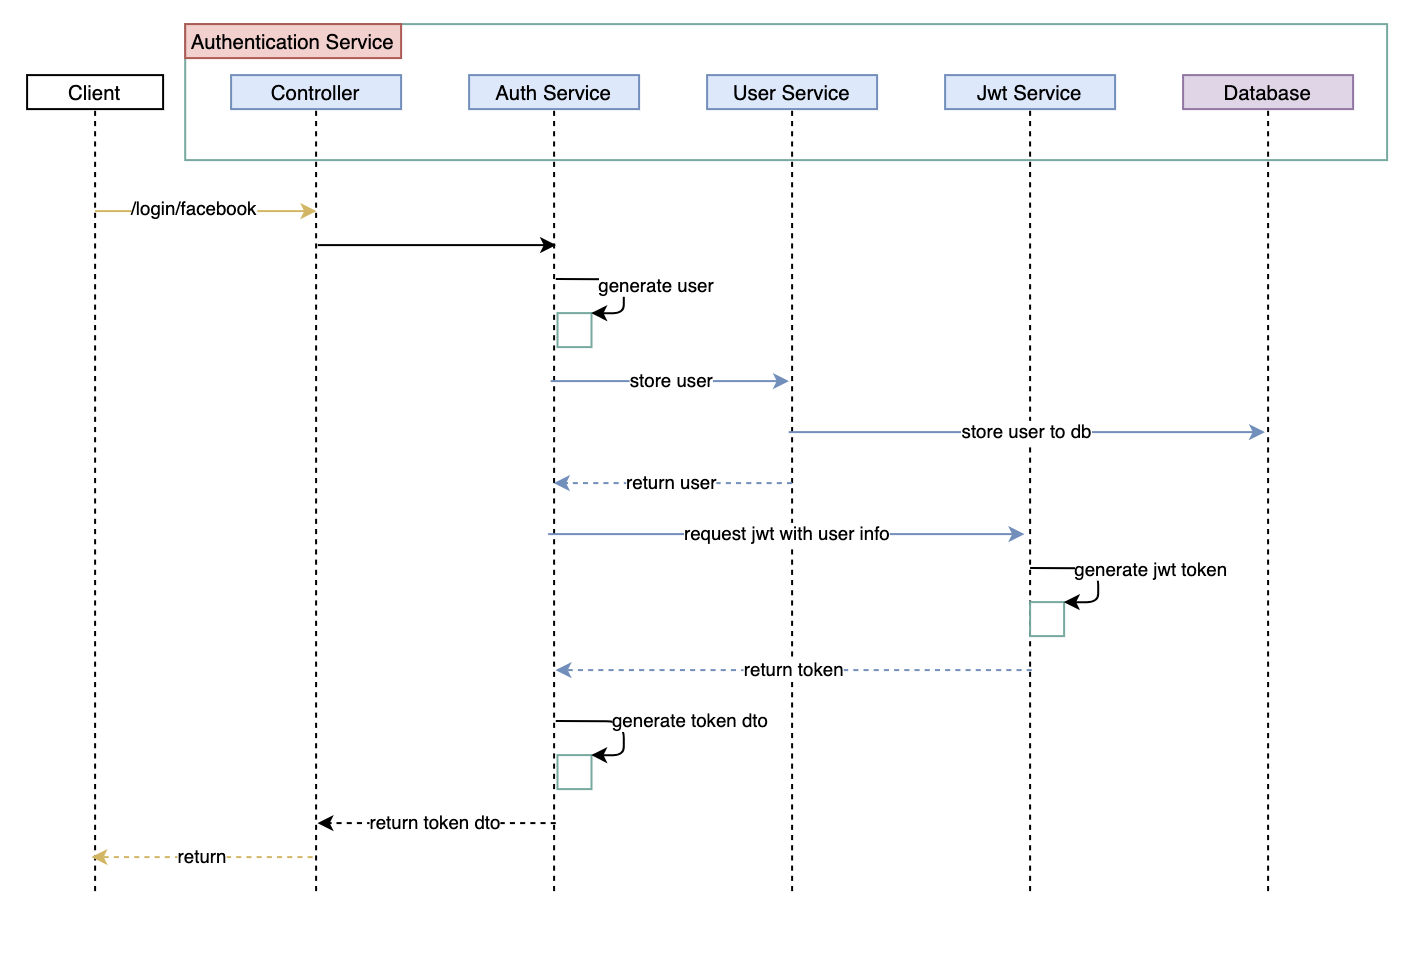 Authentication Service
Client
Controller
Auth Service
User Service
Jwt Service
Database
/login/facebook
generate user
store user
store user to db
return user
request jwt with user info
generate jwt token
return token
generate token dto
return token dto
return